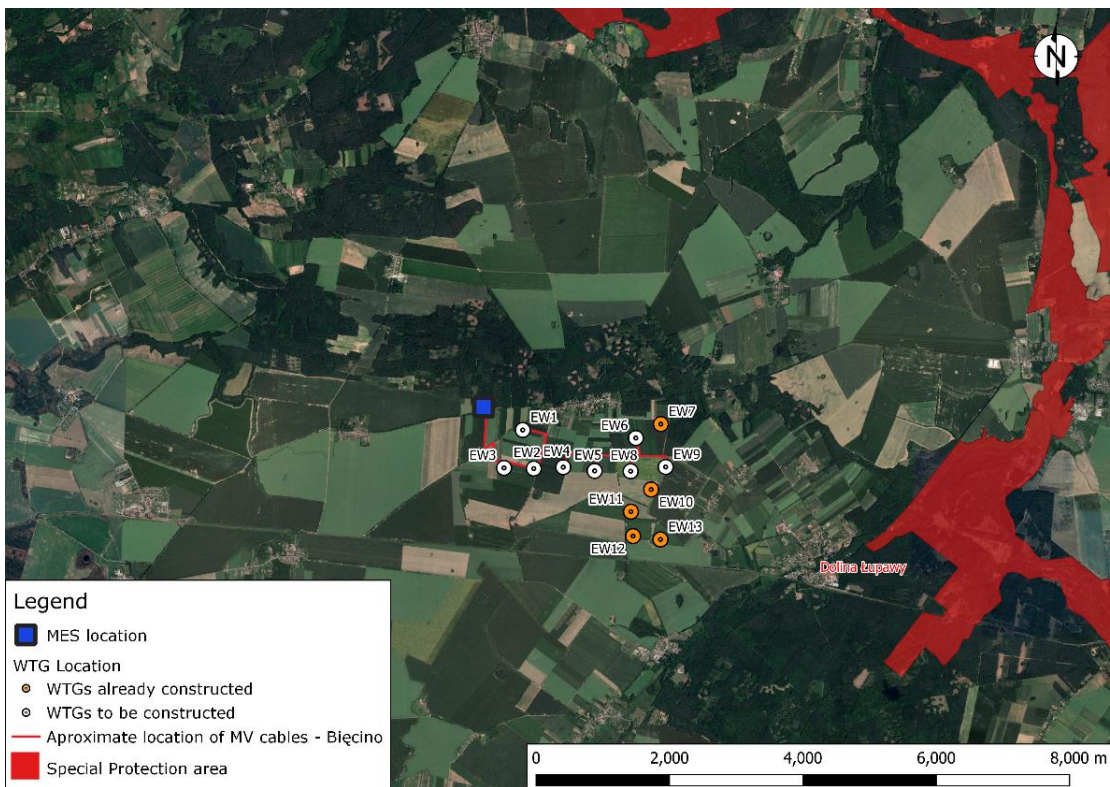 N
EW7
EW1
EW6
EW3
EW2
EW4
EW5
EW8
EW9
EW10
EW11
EW12
EW13
Dolina Łupawy
Legend
MES location
WTG Location
WTGs already constructed
WTGs to be constructed
Aproximate location of MV cables - Bięcino
Special Protection area
0 2,000 4,000 6,000 8,000 m